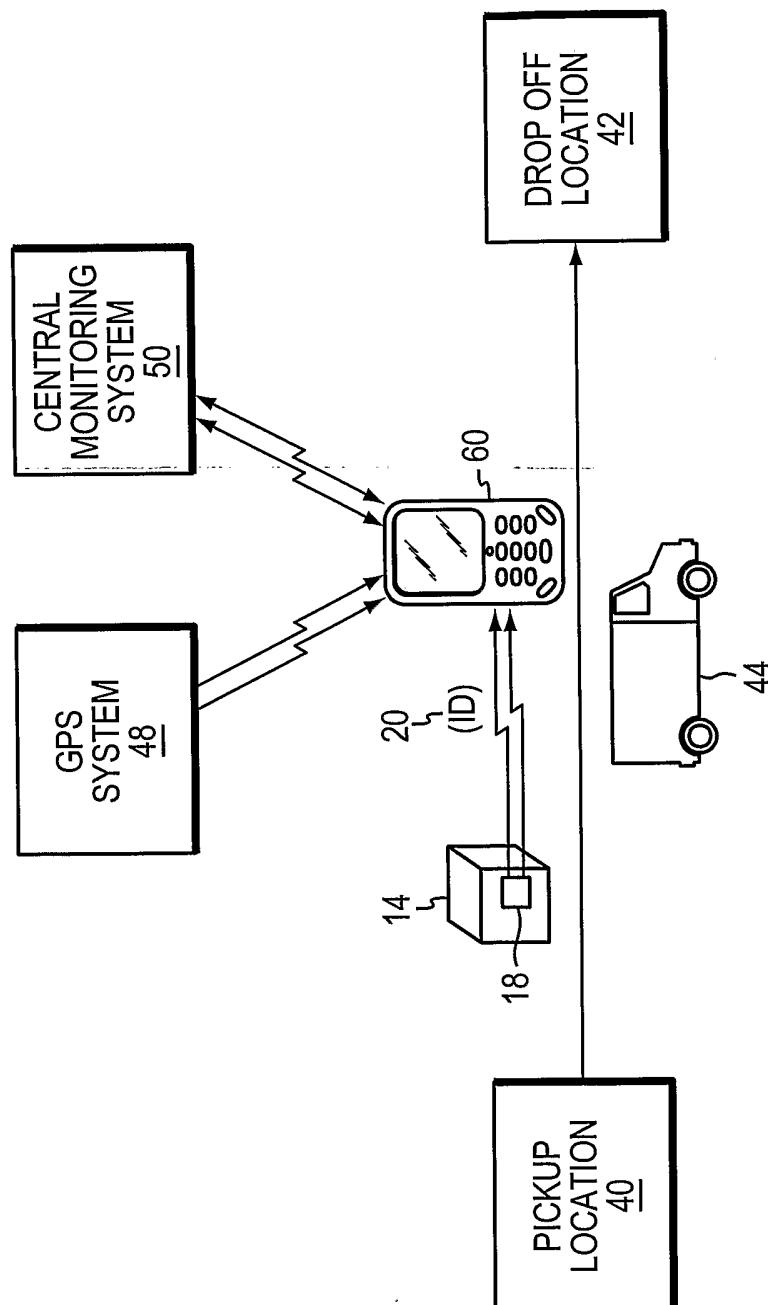 GPS
SYSTEM
48
CENTRAL
MONITORING
SYSTEM
50
14
18
20
(ID)
60
PICKUP
LOCATION
40
DROP OFF
LOCATION
42
44